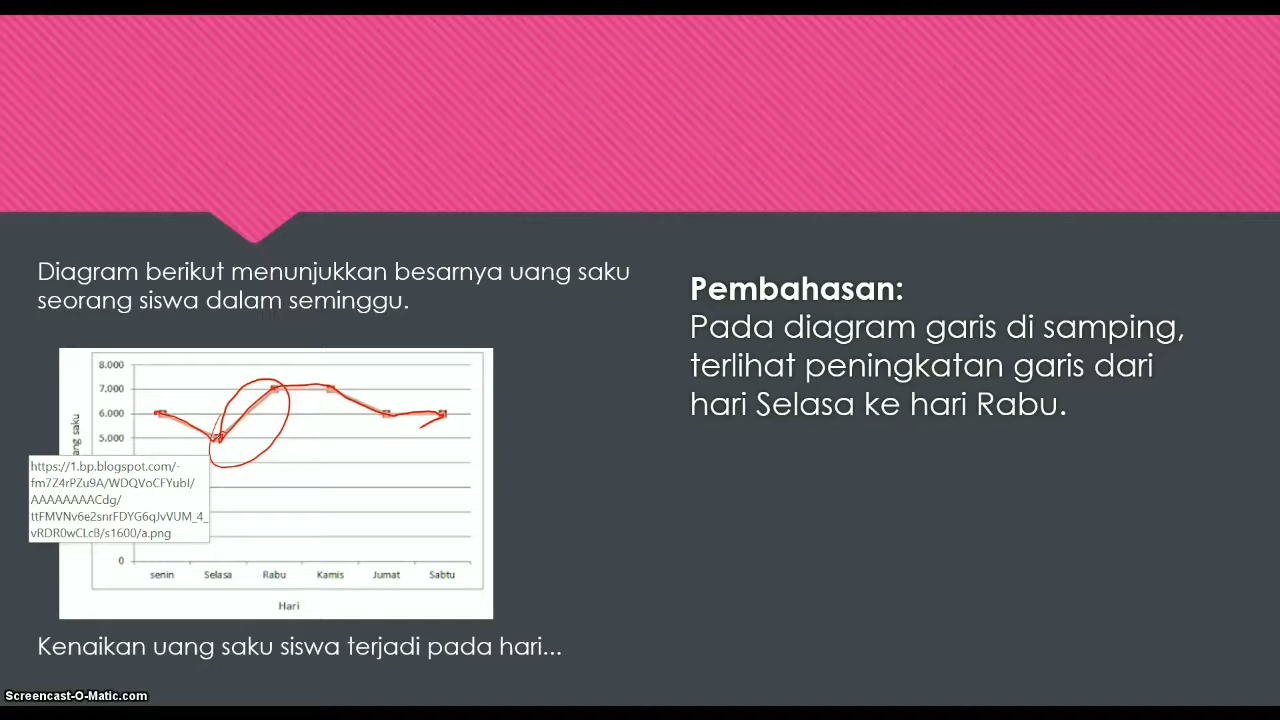 Diagram berikut menunjukkan besarnya uang saku
seorang siswa dalam seminggu.
8.000
7.000
6.000
5.000
ang saku
https://1.bp.blogspot.com/-
fm7Z4rPZu9A/WDQVoCFYubI/
AAAAAAAACdg/
ttFMVNv6e2snrFDYG6qJvVUM_4_
vRDR0wCLcB/s1600/a.png
0
senin Selasa Rabu Kamis Jumat Sabtu
Hari
Kenaikan uang saku siswa terjadi pada hari...
Pembahasan:
Pada diagram garis di samping,
terlihat peningkatan garis dari
hari Selasa ke hari Rabu.
Screencast-O-Matic.com